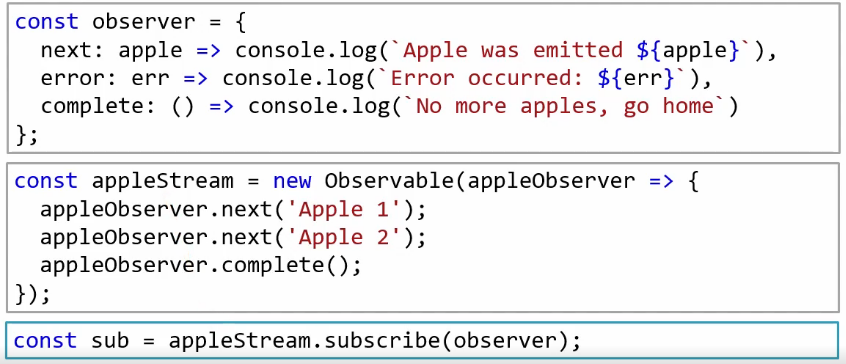 const observer = {
  next: apple => console.log(`Apple was emitted ${apple}`),
  error: err => console.log(`Error occurred: ${err}`),
  complete: () => console.log(`No more apples, go home`)
};
const appleStream = new Observable(appleObserver => {
  appleObserver.next('Apple 1');
  appleObserver.next('Apple 2');
  appleObserver.complete();
});
const sub = appleStream.subscribe(observer);